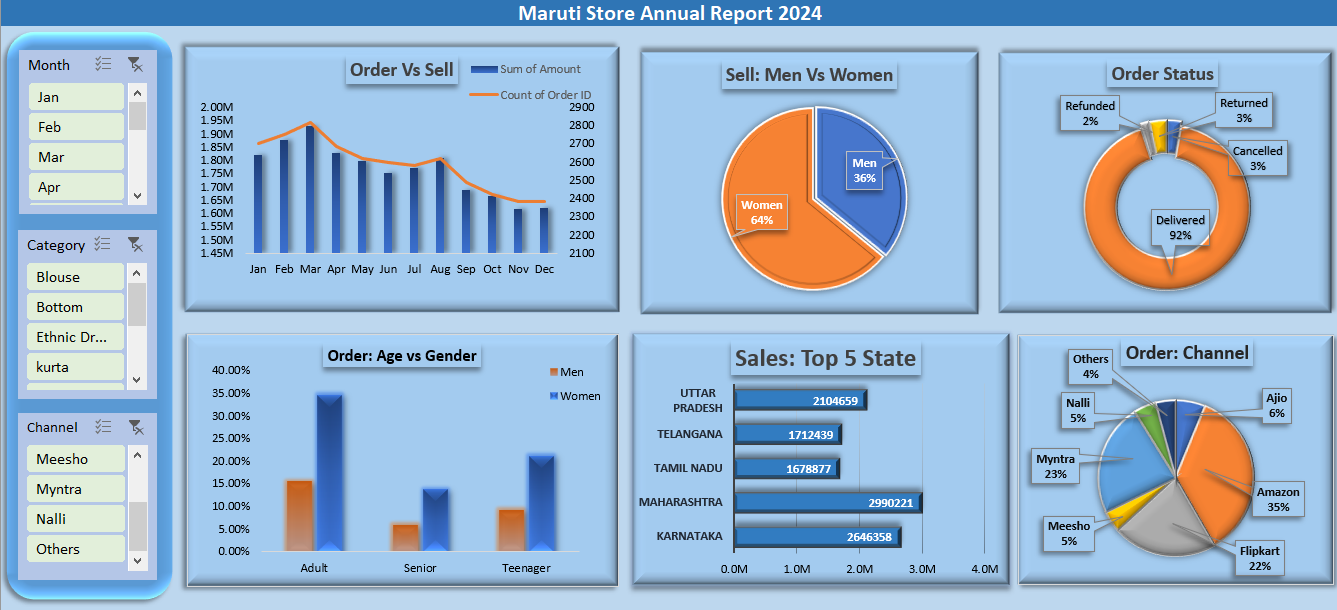 Maruti Store Annual Report 2024
Month
Jan
Feb
Mar
Apr
Category
Blouse
Bottom
Ethnic Dr...
kurta
Channel
Meesho
Myntra
Nalli
Others
Order Vs Sell
Sum of Amount
Count of Order ID
2.00M
1.95M
1.90M
1.85M
1.80M
1.75M
1.70M
1.65M
1.60M
1.55M
1.50M
1.45M
2900
2800
2700
2600
2500
2400
2300
2200
2100
Jan Feb Mar Apr May Jun Jul Aug Sep Oct Nov Dec
Sell: Men Vs Women
Men
36%
Women
64%
Order Status
Refunded
2%
Returned
3%
Cancelled
3%
Delivered
92%
Order: Age vs Gender
Men
Women
40.00%
35.00%
30.00%
25.00%
20.00%
15.00%
10.00%
5.00%
0.00%
Adult Senior Teenager
Sales: Top 5 State
UTTAR
PRADESH
2104659
TELANGANA 1712439
TAMIL NADU 1678877
MAHARASHTRA 2990221
KARNATAKA 2646358
0.0M 1.0M 2.0M 3.0M 4.0M
Order: Channel
Others
4%
Ajio
6%
Nalli
5%
Myntra
23%
Amazon
35%
Meesho
5%
Flipkart
22%